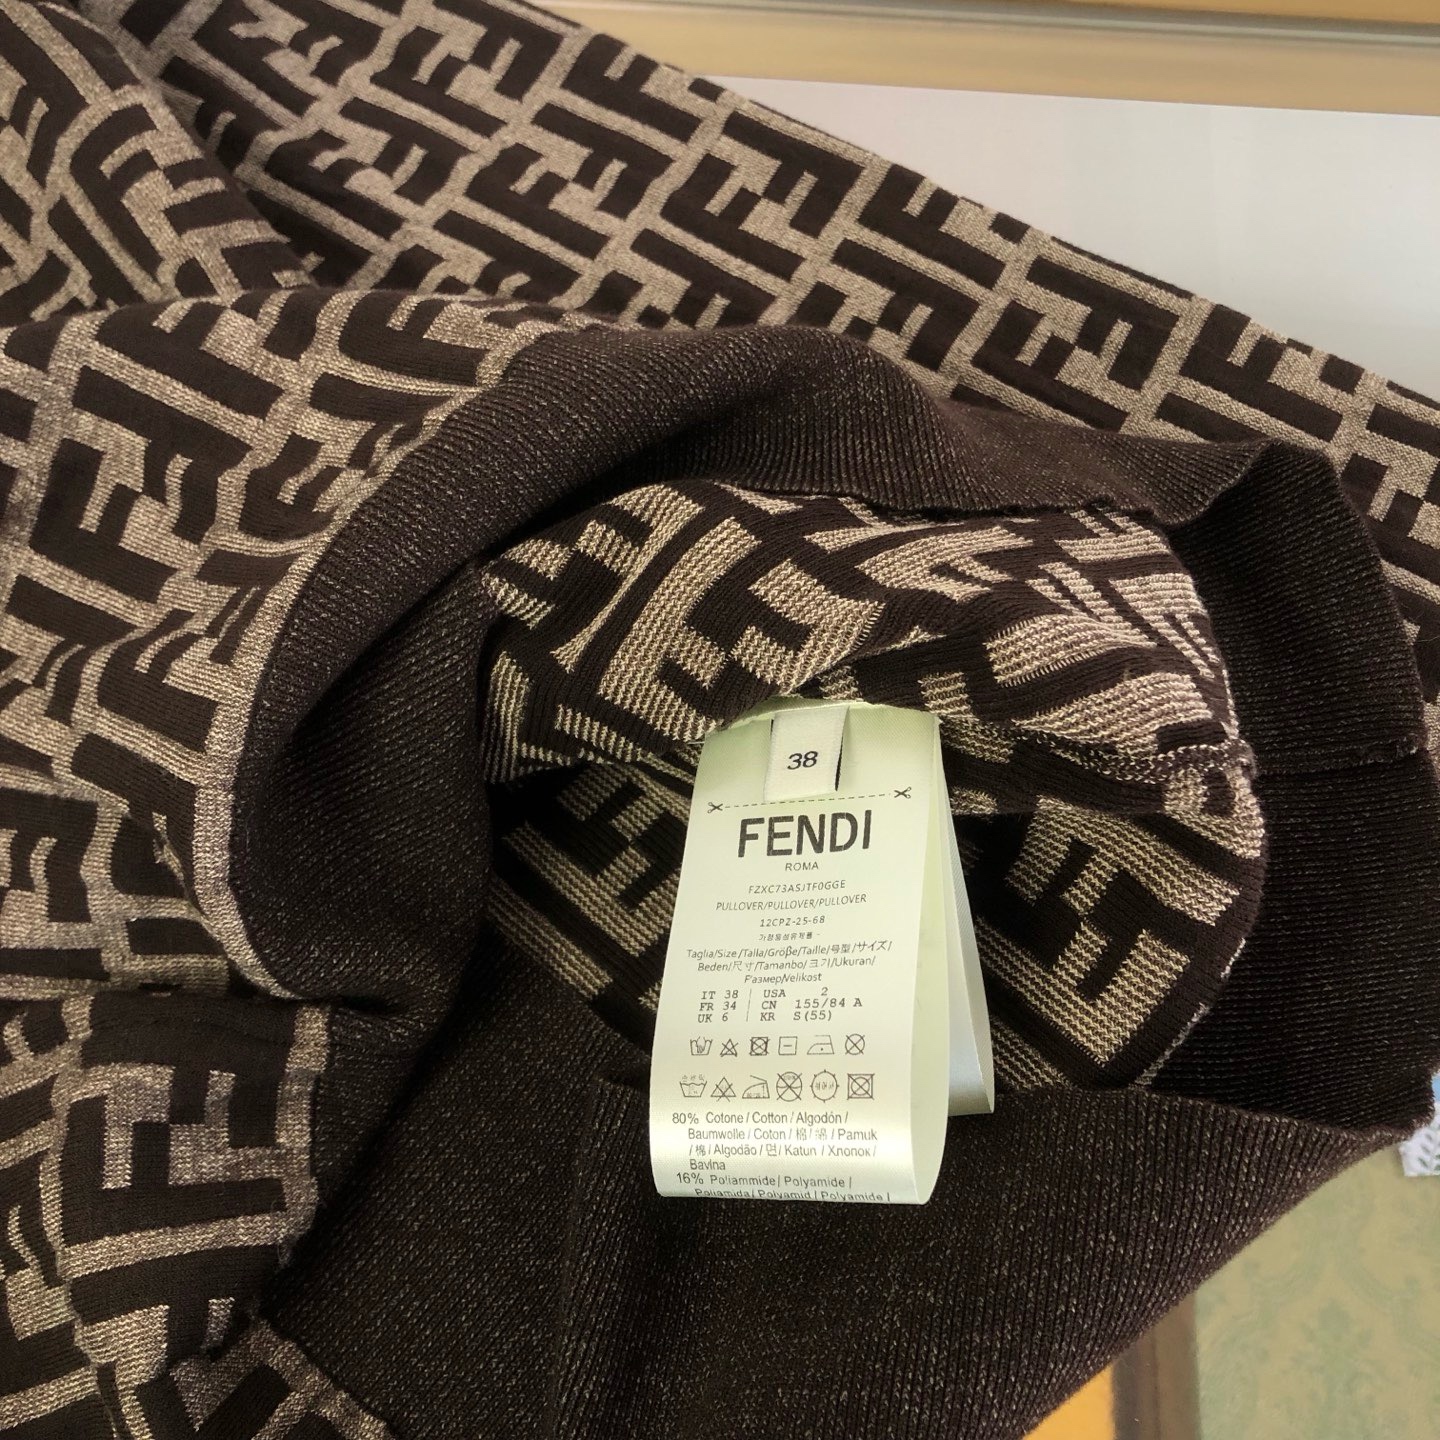 38
FENDI
ROMA
FZXC73ASJTF0GGE
PULLOVER/PULLOVER/PULLOVER
12CPZ-25-68
Taglia/Size/Talla/Größe/Taille/号型/サイズ/
Beden/尺寸/Tamanho/크기/Ukuran/
Размер/Velikost
IT 38 USA 2
FR 34 CN 155/84 A
UK 6 KR S(55)
80% Cotone / Cotton / Algodón /
Baumwolle / Coton / 棉/ 綿 / Pamuk
/ 棉/ Algodão / 면/ Katun / Хлопок /
Bavlna
16% Poliammide/ Polyamide /
Poliamida/ Polyamid / Polyamide /